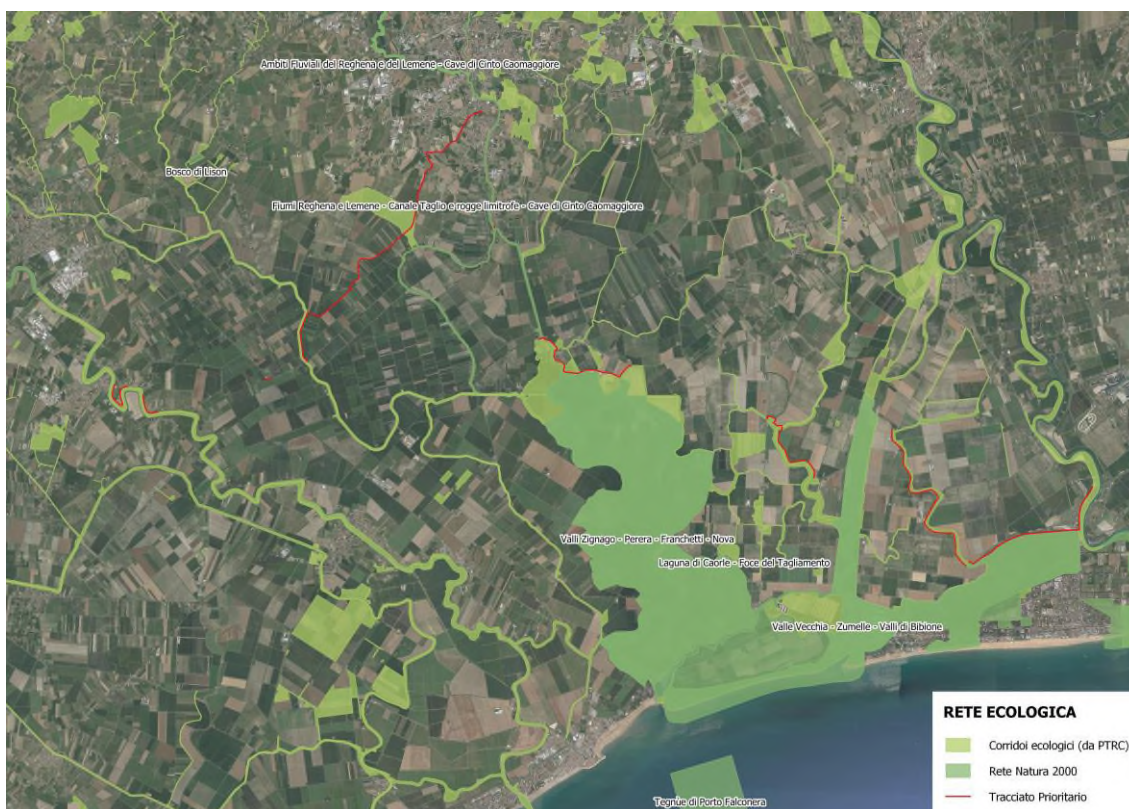 Ambiti Fluviali del Reghena e del Lemene - Cave di Cinto Caomaggiore
Bosco di Lison
Fiumi Reghena e Lemene - Canale Taglio e rogge limitrofe - Cave di Cinto Caomaggiore
Valli Zignago - Perera - Franchetti - Nova
Laguna di Caorle - Foce del Tagliamento
Valle Vecchia - Zumelle - Valli di Bibione
Tegnùe di Porto Falconera
RETE ECOLOGICA
Corridoi ecologici (da PTRC)
Rete Natura 2000
Tracciato Prioritario